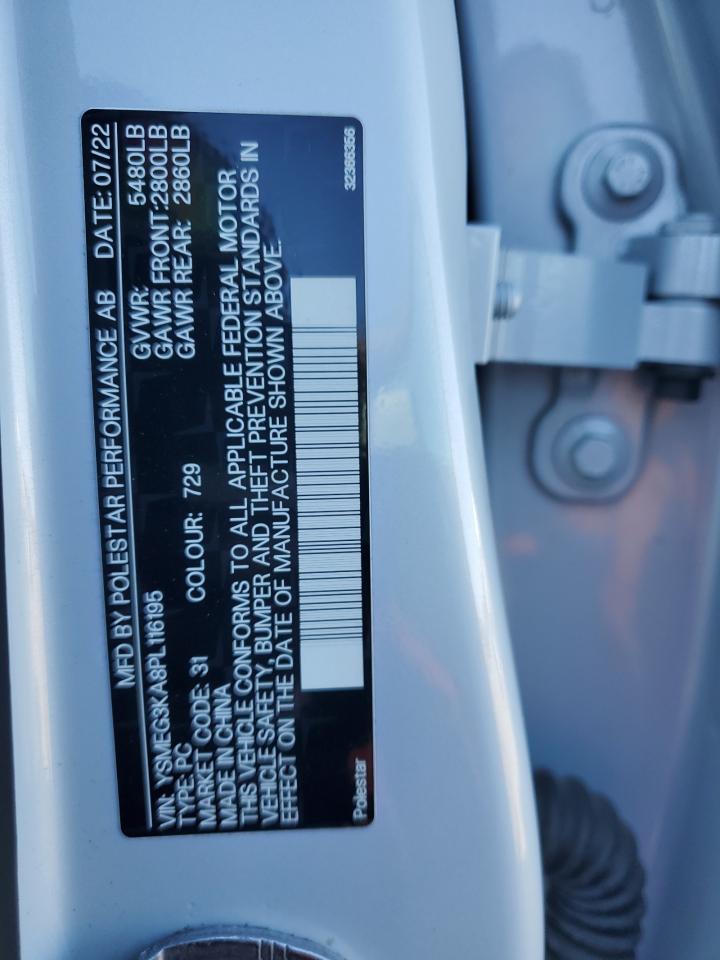 MFD BY POLESTAR PERFORMANCE AB DATE: 07/22
VIN: YSMEG3KA8PL116195 GVWR: 5480LB
TYPE: PC GAWR FRONT: 2800LB
MARKET CODE: 31 COLOUR: 729 GAWR REAR: 2860LB
MADE IN CHINA
THIS VEHICLE CONFORMS TO ALL APPLICABLE FEDERAL MOTOR
VEHICLE SAFETY, BUMPER AND THEFT PREVENTION STANDARDS IN
EFFECT ON THE DATE OF MANUFACTURE SHOWN ABOVE.
Polestar 32366356